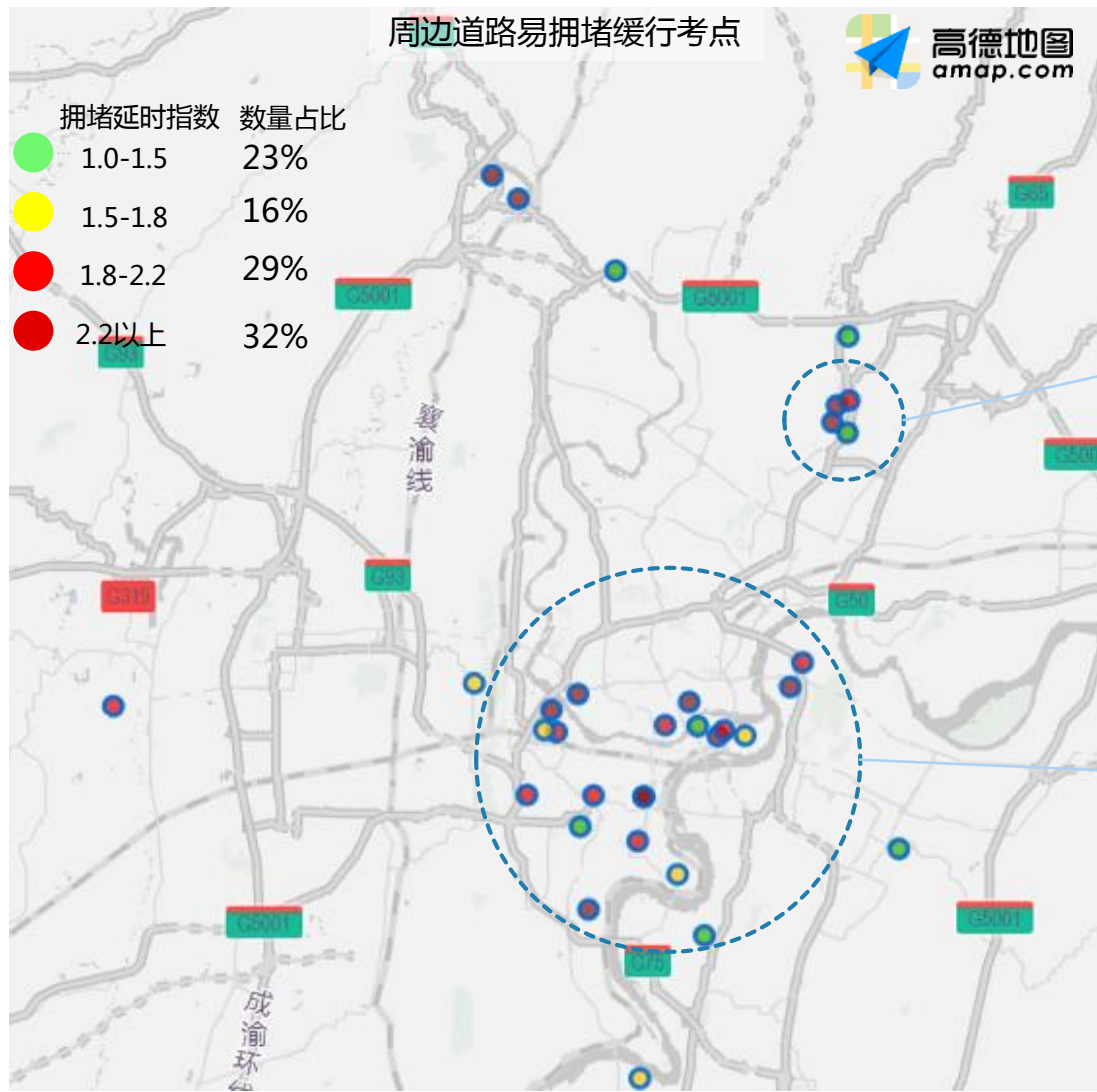 周边道路易拥堵缓行考点
高德地图
amap.com
拥堵延时指数 数量占比
1.0-1.5 23%
1.5-1.8 16%
1.8-2.2 29%
2.2以上 32%
G65
G5001
G5001
G93
襄渝线
G500
G93
G319
G50
G5001
G5001
G75
成渝环线